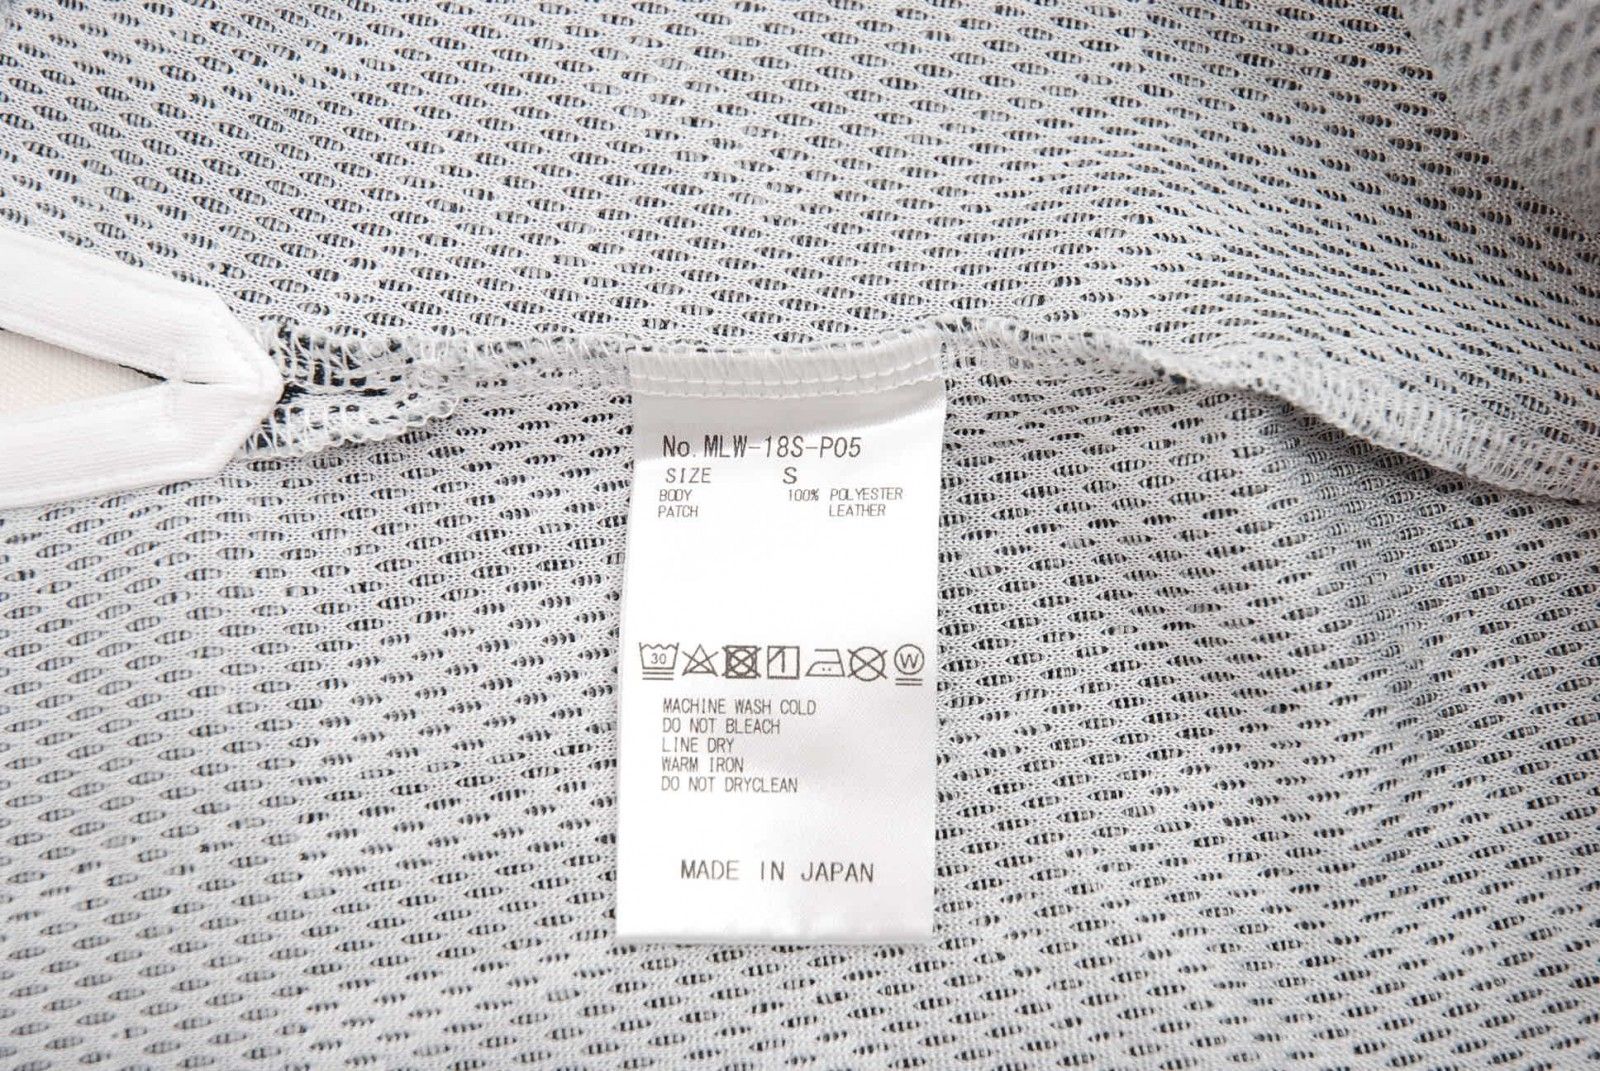 No. MLW-18S-P05
SIZE S
BODY 100% POLYESTER
PATCH LEATHER
30 W
MACHINE WASH COLD
DO NOT BLEACH
LINE DRY
WARM IRON
DO NOT DRYCLEAN
MADE IN JAPAN